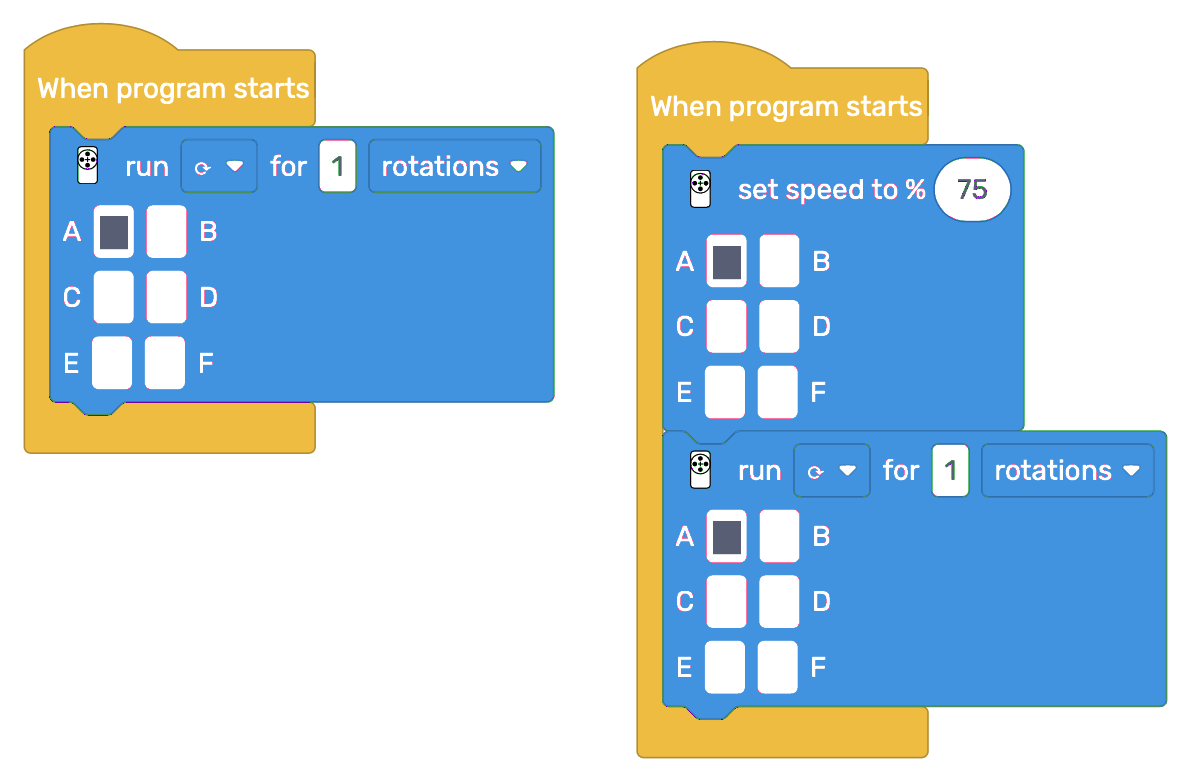 When program starts
run for 1 rotations
A B
C D
E F
When program starts
set speed to % 75
A B
C D
E F
run for 1 rotations
A B
C D
E F